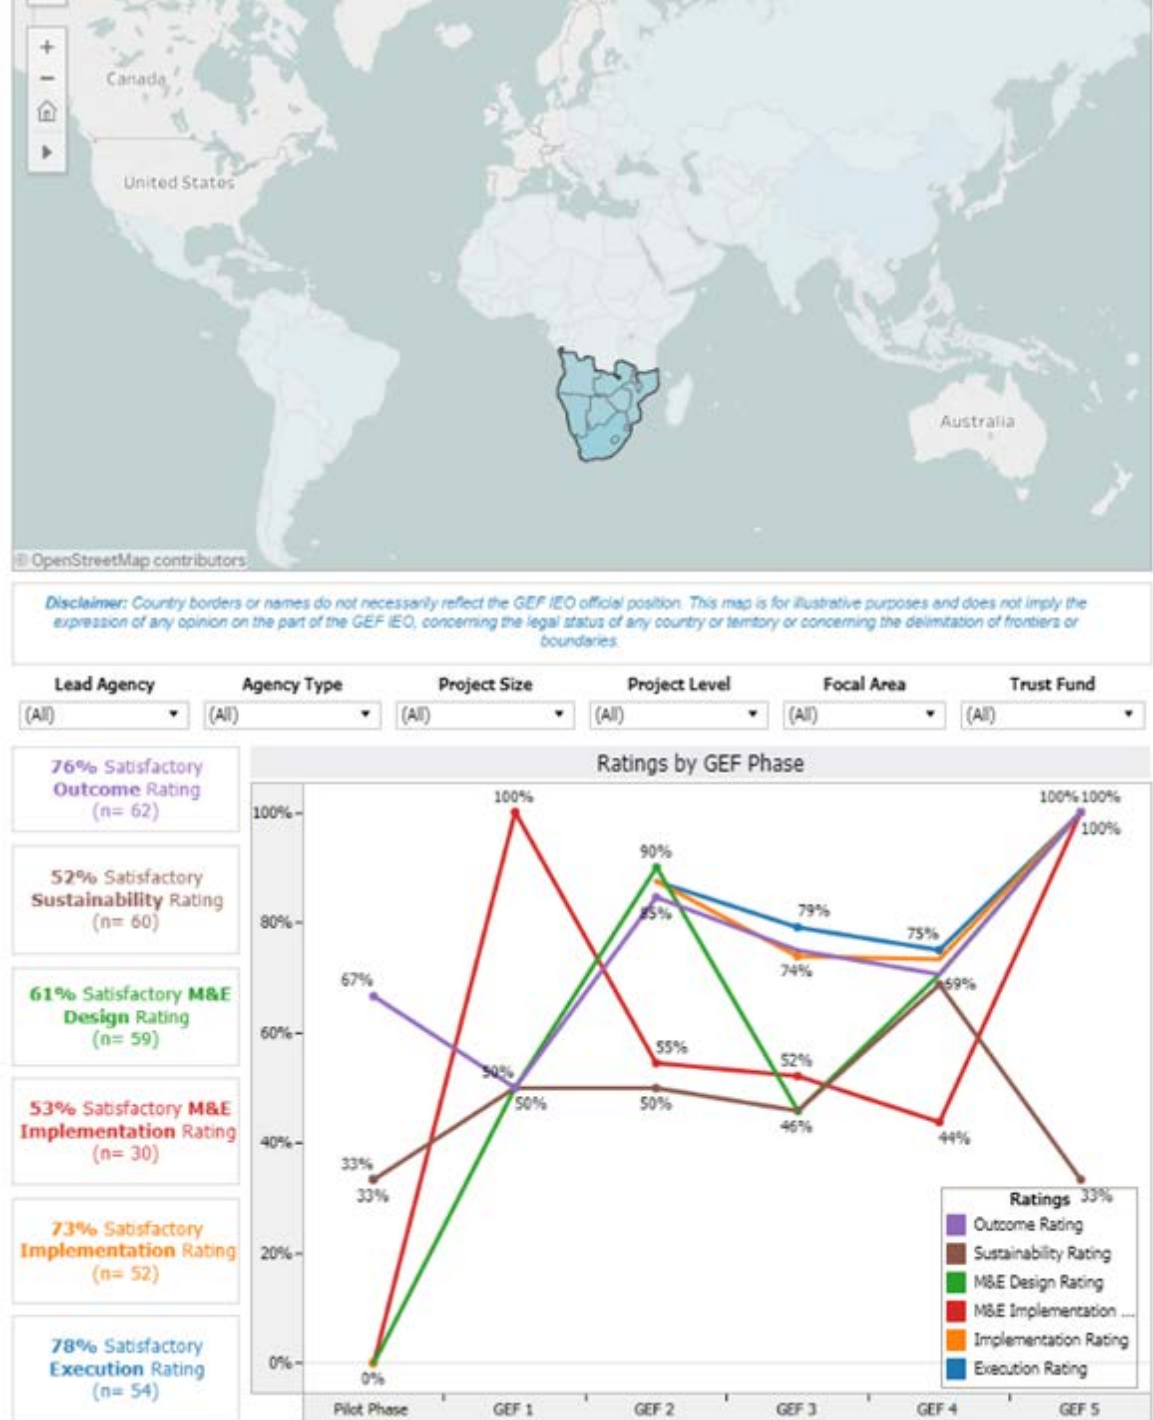 Canada
United States
Australia
© OpenStreetMap contributors
Disclaimer: Country borders or names do not necessarily reflect the GEF IEO official position. This map is for illustrative purposes and does not imply the
expression of any opinion on the part of the GEF IEO, concerning the legal status of any country or territory or concerning the delimitation of frontiers or
boundaries.
Lead Agency Agency Type Project Size Project Level Focal Area Trust Fund
(All) (All) (All) (All) (All) (All)
76% Satisfactory
Outcome Rating
(n= 62)
52% Satisfactory
Sustainability Rating
(n= 60)
61% Satisfactory M&E
Design Rating
(n= 59)
53% Satisfactory M&E
Implementation Rating
(n= 30)
73% Satisfactory
Implementation Rating
(n= 52)
78% Satisfactory
Execution Rating
(n= 54)
Ratings by GEF Phase
100%
80%
60%
40%
20%
0%
67%
33%
33%
0%
100%
50%
50%
90%
85%
55%
50%
79%
74%
52%
46%
75%
69%
44%
100% 100%
100%
33%
Ratings
Outcome Rating
Sustainability Rating
M&E Design Rating
M&E Implementation ...
Implementation Rating
Execution Rating
Pilot Phase GEF 1 GEF 2 GEF 3 GEF 4 GEF 5